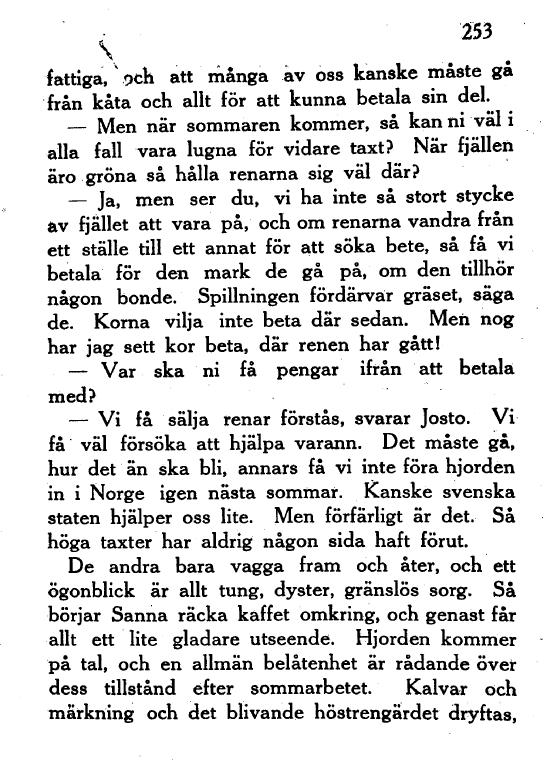 253
fattiga, och att många av oss kanske måste gå
från kåta och allt för att kunna betala sin del.
— Men när sommaren kommer, så kan ni väl i
alla fall vara lugna för vidare taxt? När fjällen
äro gröna så hålla renarna sig väl där?
— Ja, men ser du, vi ha inte så stort stycke
av fjället att vara på, och om renarna vandra från
ett ställe till ett annat för att söka bete, så få vi
betala för den mark de gå på, om den tillhör
någon bonde. Spillningen fördärvar gräset, säga
de. Korna vilja inte beta där sedan. Men nog
har jag sett kor beta, där renen har gått!
— Var ska ni få pengar ifrån att betala
med?
— Vi få sälja renar förstås, svarar Josto. Vi
få väl försöka att hjälpa varann. Det måste gå,
hur det än ska bli, annars få vi inte föra hjorden
in i Norge igen nästa sommar. Kanske svenska
staten hjälper oss lite. Men förfärligt är det. Så
höga taxter har aldrig någon sida haft förut.
De andra bara vagga fram och åter, och ett
ögonblick är allt tung, dyster, gränslös sorg. Så
börjar Sanna räcka kaffet omkring, och genast får
allt ett lite gladare utseende. Hjorden kommer
på tal, och en allmän belåtenhet är rådande över
dess tillstånd efter sommarbetet. Kalvar och
märkning och det blivande höstrengärdet dryftas,